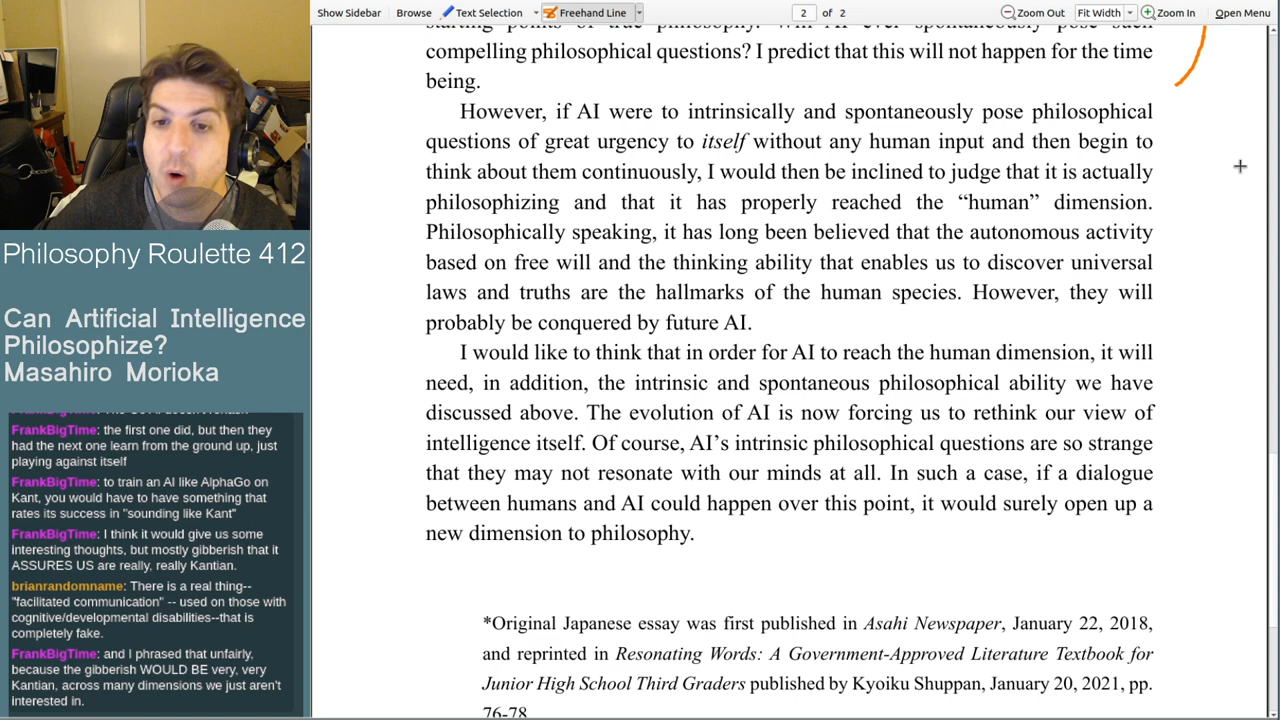 Show Sidebar Browse Text Selection Freehand Line 2 of 2 Zoom Out Fit Width Zoom In Open Menu
compelling philosophical questions? I predict that this will not happen for the time
being.
However, if AI were to intrinsically and spontaneously pose philosophical
questions of great urgency to itself without any human input and then begin to
think about them continuously, I would then be inclined to judge that it is actually
philosophizing and that it has properly reached the “human” dimension.
Philosophically speaking, it has long been believed that the autonomous activity
based on free will and the thinking ability that enables us to discover universal
laws and truths are the hallmarks of the human species. However, they will
probably be conquered by future AI.
I would like to think that in order for AI to reach the human dimension, it will
need, in addition, the intrinsic and spontaneous philosophical ability we have
discussed above. The evolution of AI is now forcing us to rethink our view of
intelligence itself. Of course, AI’s intrinsic philosophical questions are so strange
that they may not resonate with our minds at all. In such a case, if a dialogue
between humans and AI could happen over this point, it would surely open up a
new dimension to philosophy.
*Original Japanese essay was first published in Asahi Newspaper, January 22, 2018,
and reprinted in Resonating Words: A Government-Approved Literature Textbook for
Junior High School Third Graders published by Kyoiku Shuppan, January 20, 2021, pp.
76-78
Philosophy Roulette 412
Can Artificial Intelligence
Philosophize?
Masahiro Morioka
FrankBigTime: the first one did, but then they
had the next one learn from the ground up, just
playing against itself
FrankBigTime: to train an AI like AlphaGo on
Kant, you would have to have something that
rates its success in "sounding like Kant"
FrankBigTime: I think it would give us some
interesting thoughts, but mostly gibberish that it
ASSURES US are really, really Kantian.
brianrandomname: There is a real thing--
"facilitated communication" -- used on those with
cognitive/developmental disabilities--that is
completely fake.
FrankBigTime: and I phrased that unfairly,
because the gibberish WOULD BE very, very
Kantian, across many dimensions we just aren't
interested in.